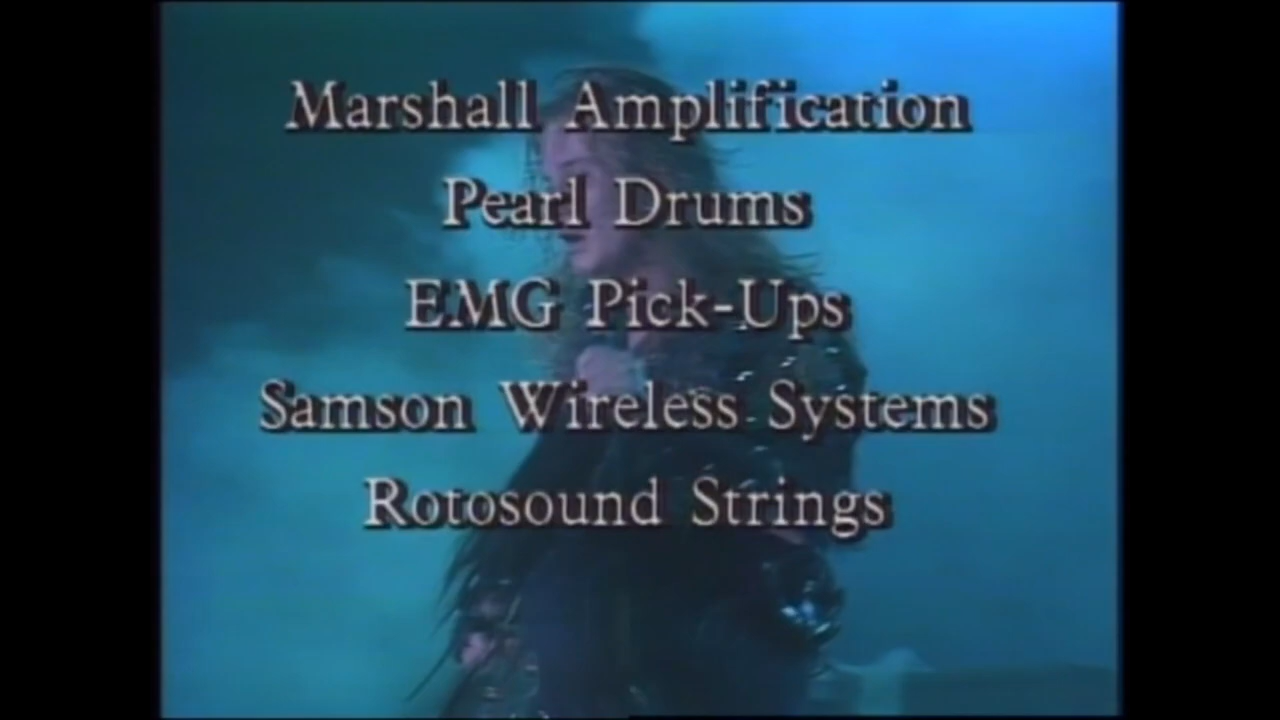 Marshall Amplification
Pearl Drums
EMG Pick-Ups
Samson Wireless Systems
Rotosound Strings